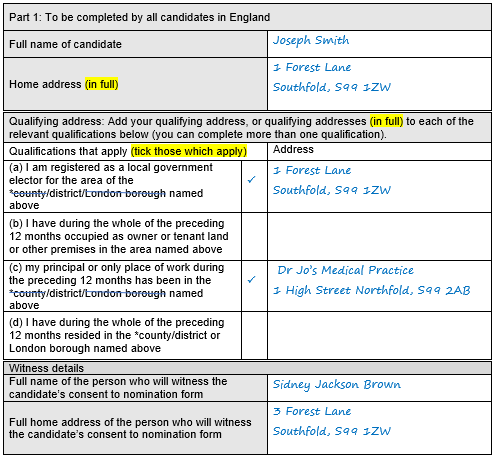 Part 1: To be completed by all candidates in England
Full name of candidate
Joseph Smith
Home address (in full)
1 Forest Lane
Southfold, S99 1ZW
Qualifying address: Add your qualifying address, or qualifying addresses (in full) to each of the
relevant qualifications below (you can complete more than one qualification).
Qualifications that apply (tick those which apply)
Address
(a) I am registered as a local government
elector for the area of the
*county/district/London borough named
above
✓
1 Forest Lane
Southfold, S99 1ZW
(b) I have during the whole of the preceding
12 months occupied as owner or tenant land
or other premises in the area named above
(c) my principal or only place of work during
the preceding 12 months has been in the
*county/district/London borough named
above
✓
Dr Jo's Medical Practice
1 High Street Northfold, S99 2AB
(d) I have during the whole of the preceding
12 months resided in the *county/district or
London borough named above
Witness details
Full name of the person who will witness the
candidate's consent to nomination form
Sidney Jackson Brown
Full home address of the person who will witness
the candidate's consent to nomination form
3 Forest Lane
Southfold, S99 1ZW